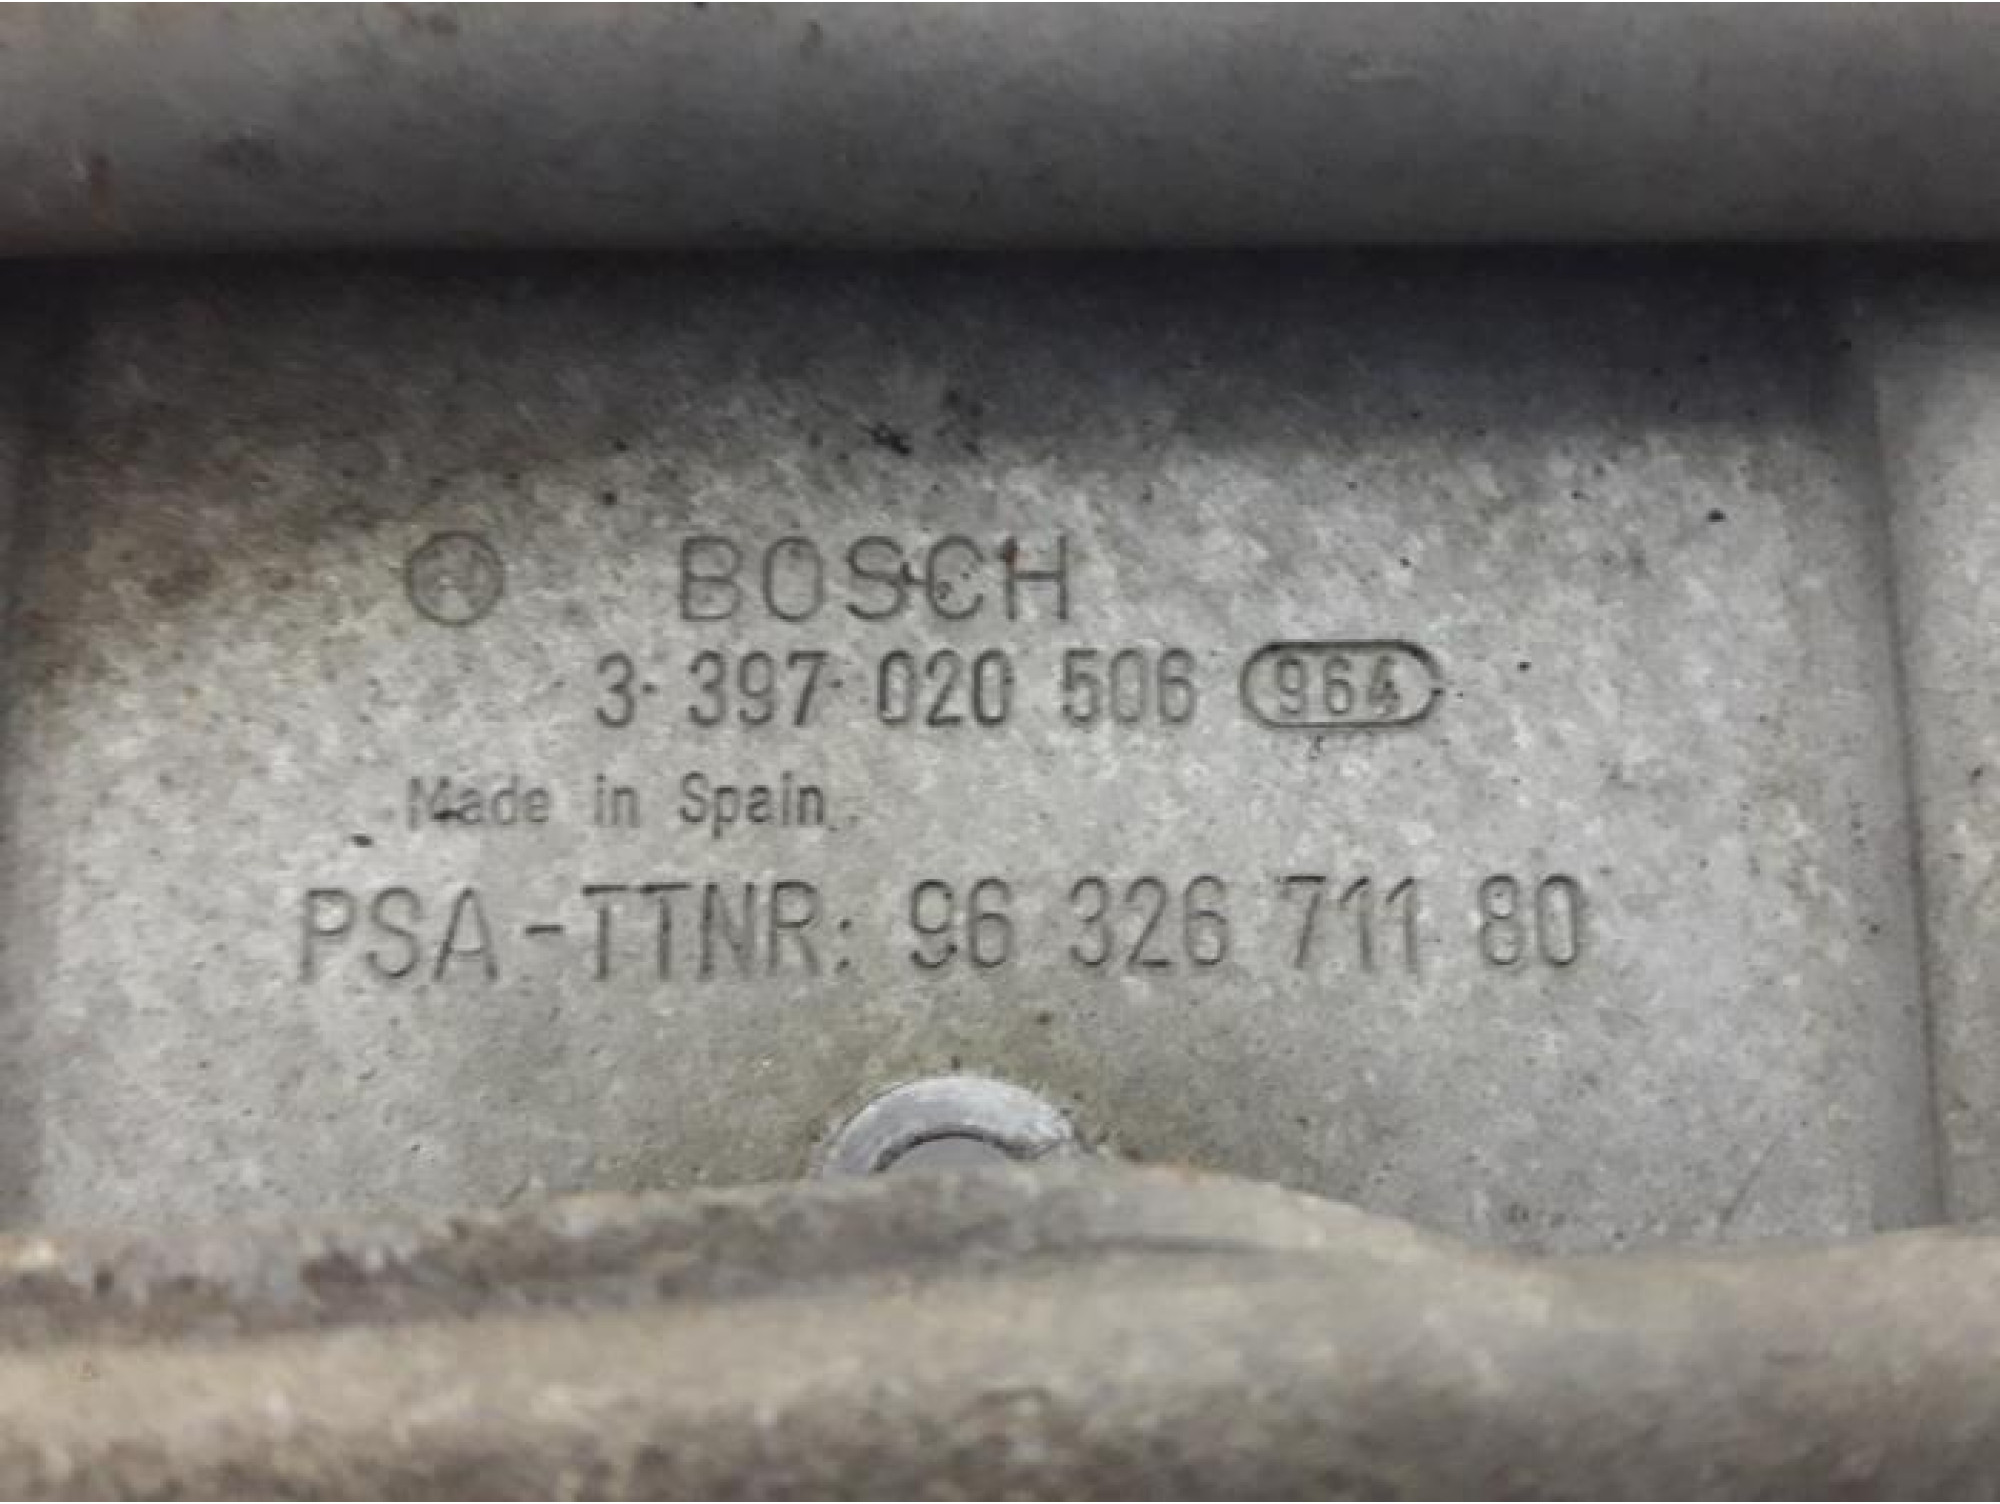 BOSCH
3 397 020 506 964
Made in Spain
PSA-TTNR: 96 326 711 80